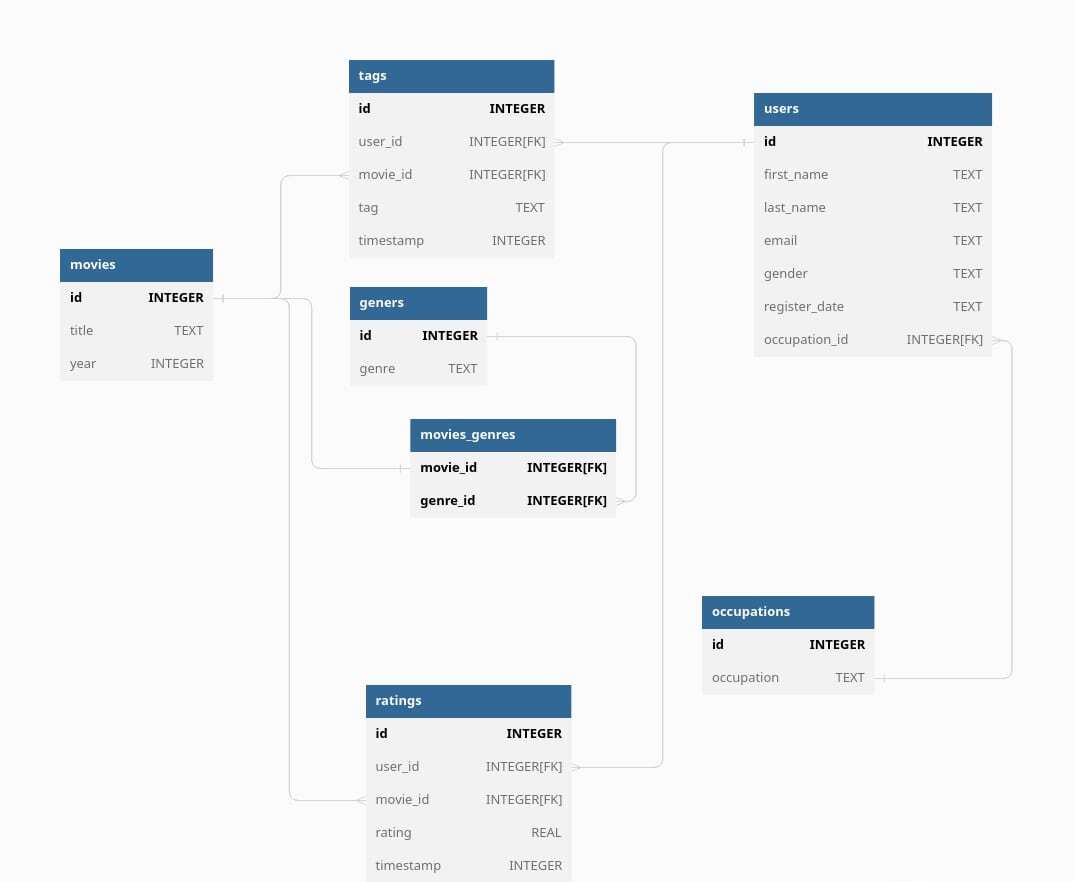 tags
id INTEGER
user_id INTEGER[FK]
movie_id INTEGER[FK]
tag TEXT
timestamp INTEGER
users
id INTEGER
first_name TEXT
last_name TEXT
email TEXT
gender TEXT
register_date TEXT
occupation_id INTEGER[FK]
movies
id INTEGER
title TEXT
year INTEGER
geners
id INTEGER
genre TEXT
movies_genres
movie_id INTEGER[FK]
genre_id INTEGER[FK]
occupations
id INTEGER
occupation TEXT
ratings
id INTEGER
user_id INTEGER[FK]
movie_id INTEGER[FK]
rating REAL
timestamp INTEGER